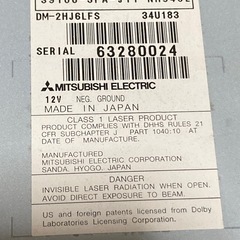 DM-2HJ6LFS 34U183
SERIAL 63280024
MITSUBISHI ELECTRIC
12V NEG. GROUND
MADE IN JAPAN
CLASS 1 LASER PRODUCT
PRODUCT COMPLIES WITH DHHS RULES 21
CFR SUBCHAPTER J PART 1040:10 AT
DATE OF MANUFACTURE.
MANUFACTURED
MITSUBISHI ELECTRIC CORPORATION
SANDA, HYOGO, JAPAN
DANGER
INVISIBLE LASER RADIATION WHEN OPEN.
AVOID DIRECT EXPOSURE TO BEAM.
US and foreign patents licensed from Dolby
Laboratories Licensing Corporation.